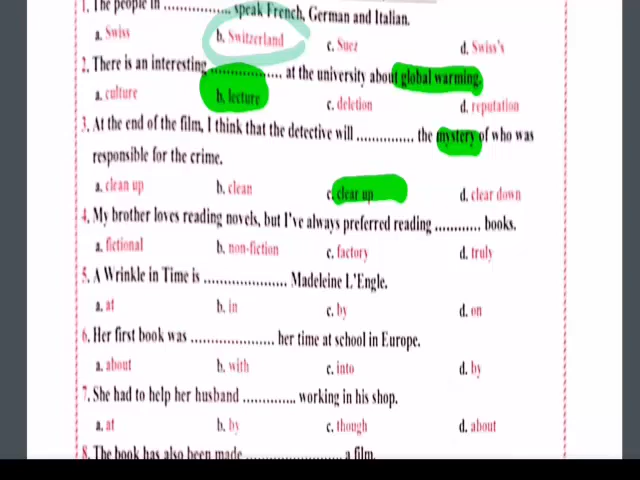 1. The people in ................. speak French, German and Italian.
a. Swiss b. Switzerland c. Suez d. Swiss's
2. There is an interesting .................. at the university about global warming.
a. culture b. lecture c. deletion d. reputation
3. At the end of the film, I think that the detective will .............. the mystery of who was
responsible for the crime.
a. clean up b. clean c. clear up d. clear down
4. My brother loves reading novels, but I've always preferred reading ............ books.
a. fictional b. non-fiction c. factory d. truly
5. A Wrinkle in Time is ..................... Madeleine L'Engle.
a. at b. in c. by d. on
6. Her first book was ..................... her time at school in Europe.
a. about b. with c. into d. by
7. She had to help her husband ............. working in his shop.
a. at b. by c. though d. about
8. The book has also been made ........................ a film.